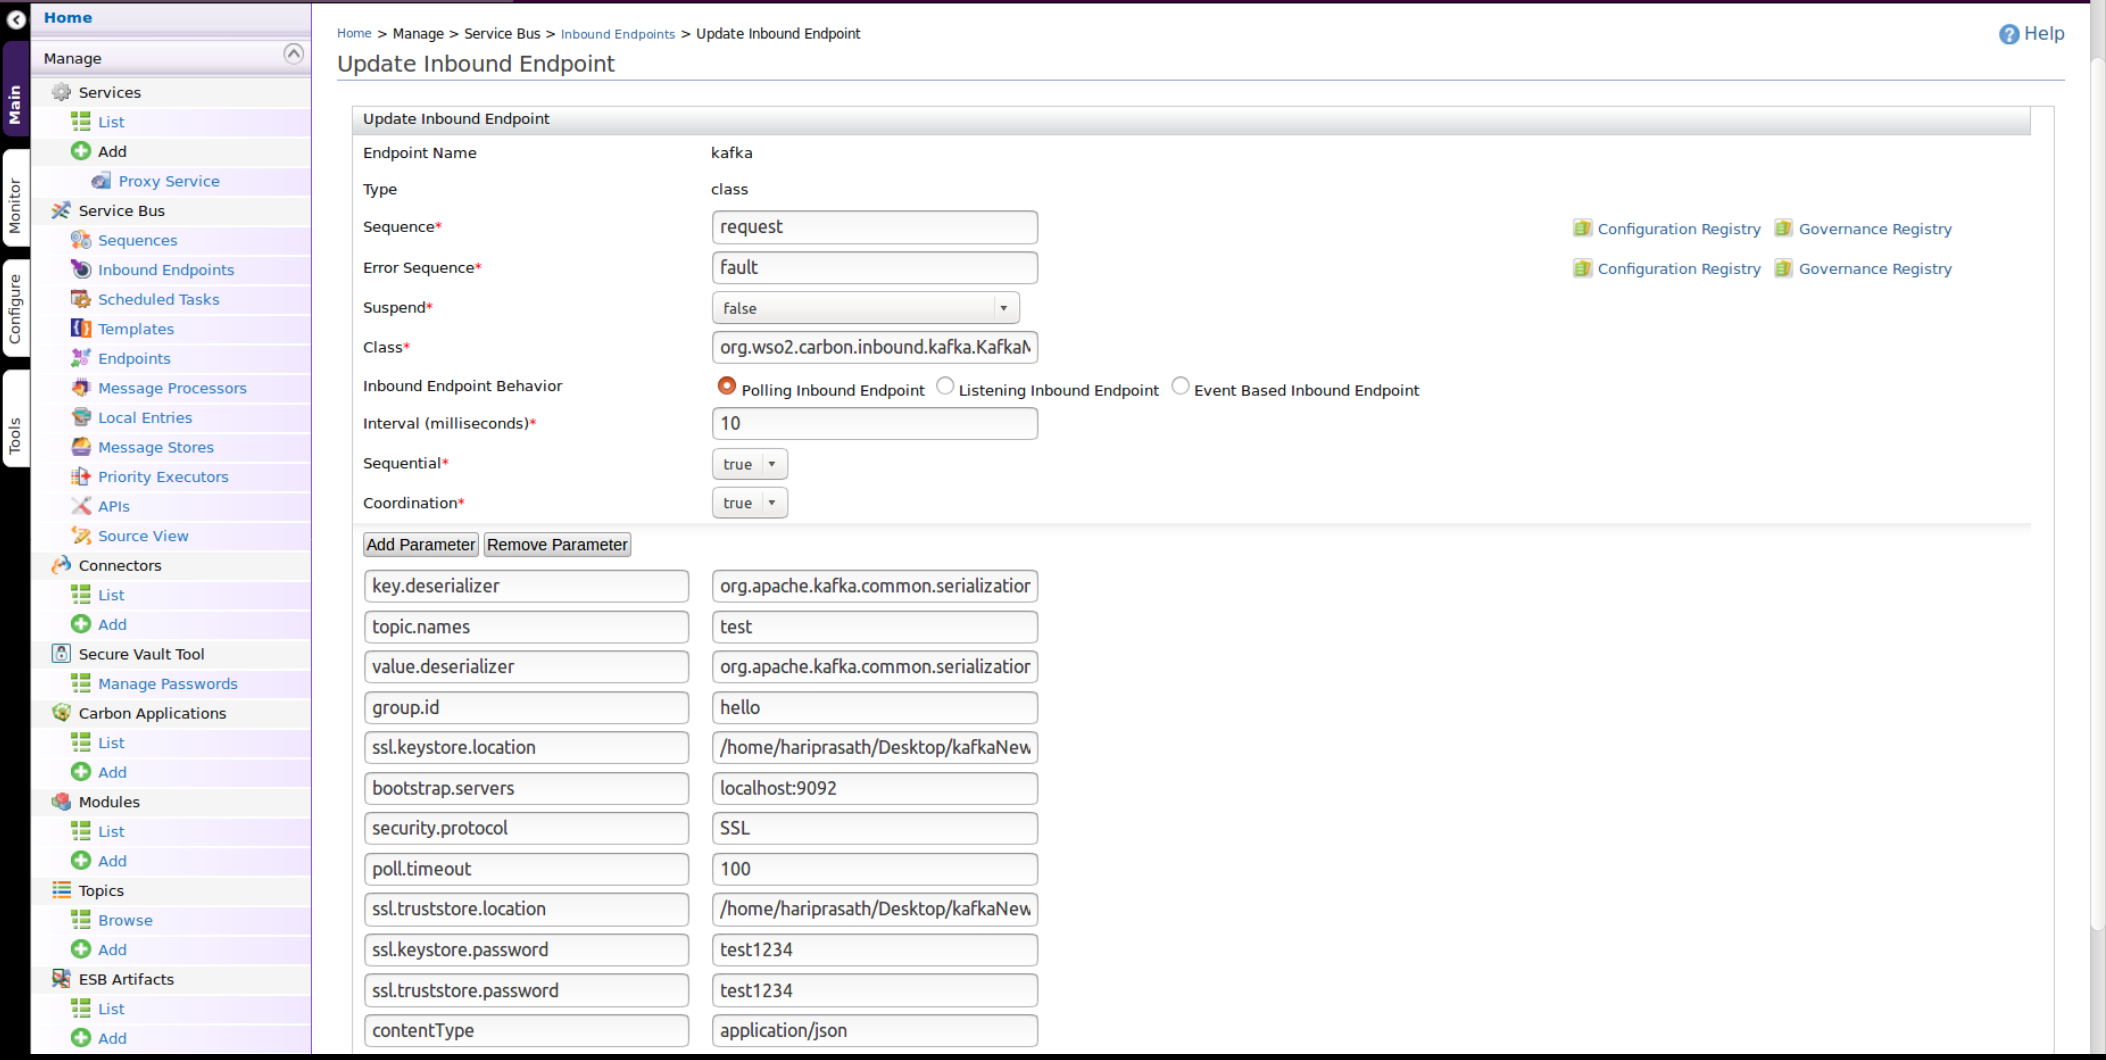 Home
Manage
Main
Monitor
Configure
Tools
Services
List
Add
Proxy Service
Service Bus
Sequences
Inbound Endpoints
Scheduled Tasks
Templates
Endpoints
Message Processors
Local Entries
Message Stores
Priority Executors
APIs
Source View
Connectors
List
Add
Secure Vault Tool
Manage Passwords
Carbon Applications
List
Add
Modules
List
Add
Topics
Browse
Add
ESB Artifacts
List
Add
Home > Manage > Service Bus > Inbound Endpoints > Update Inbound Endpoint
? Help
Update Inbound Endpoint
Update Inbound Endpoint
Endpoint Name kafka
Type class
Sequence* request Configuration Registry Governance Registry
Error Sequence* fault Configuration Registry Governance Registry
Suspend* false
Class* org.wso2.carbon.inbound.kafka.Kafka
Inbound Endpoint Behavior Polling Inbound Endpoint Listening Inbound Endpoint Event Based Inbound Endpoint
Interval (milliseconds)* 10
Sequential* true
Coordination* true
Add Parameter Remove Parameter
key.deserializer org.apache.kafka.common.serialization
topic.names test
value.deserializer org.apache.kafka.common.serialization
group.id hello
ssl.keystore.location /home/hariprasath/Desktop/kafkaNew
bootstrap.servers localhost:9092
security.protocol SSL
poll.timeout 100
ssl.truststore.location /home/hariprasath/Desktop/kafkaNew
ssl.keystore.password test1234
ssl.truststore.password test1234
contentType application/json